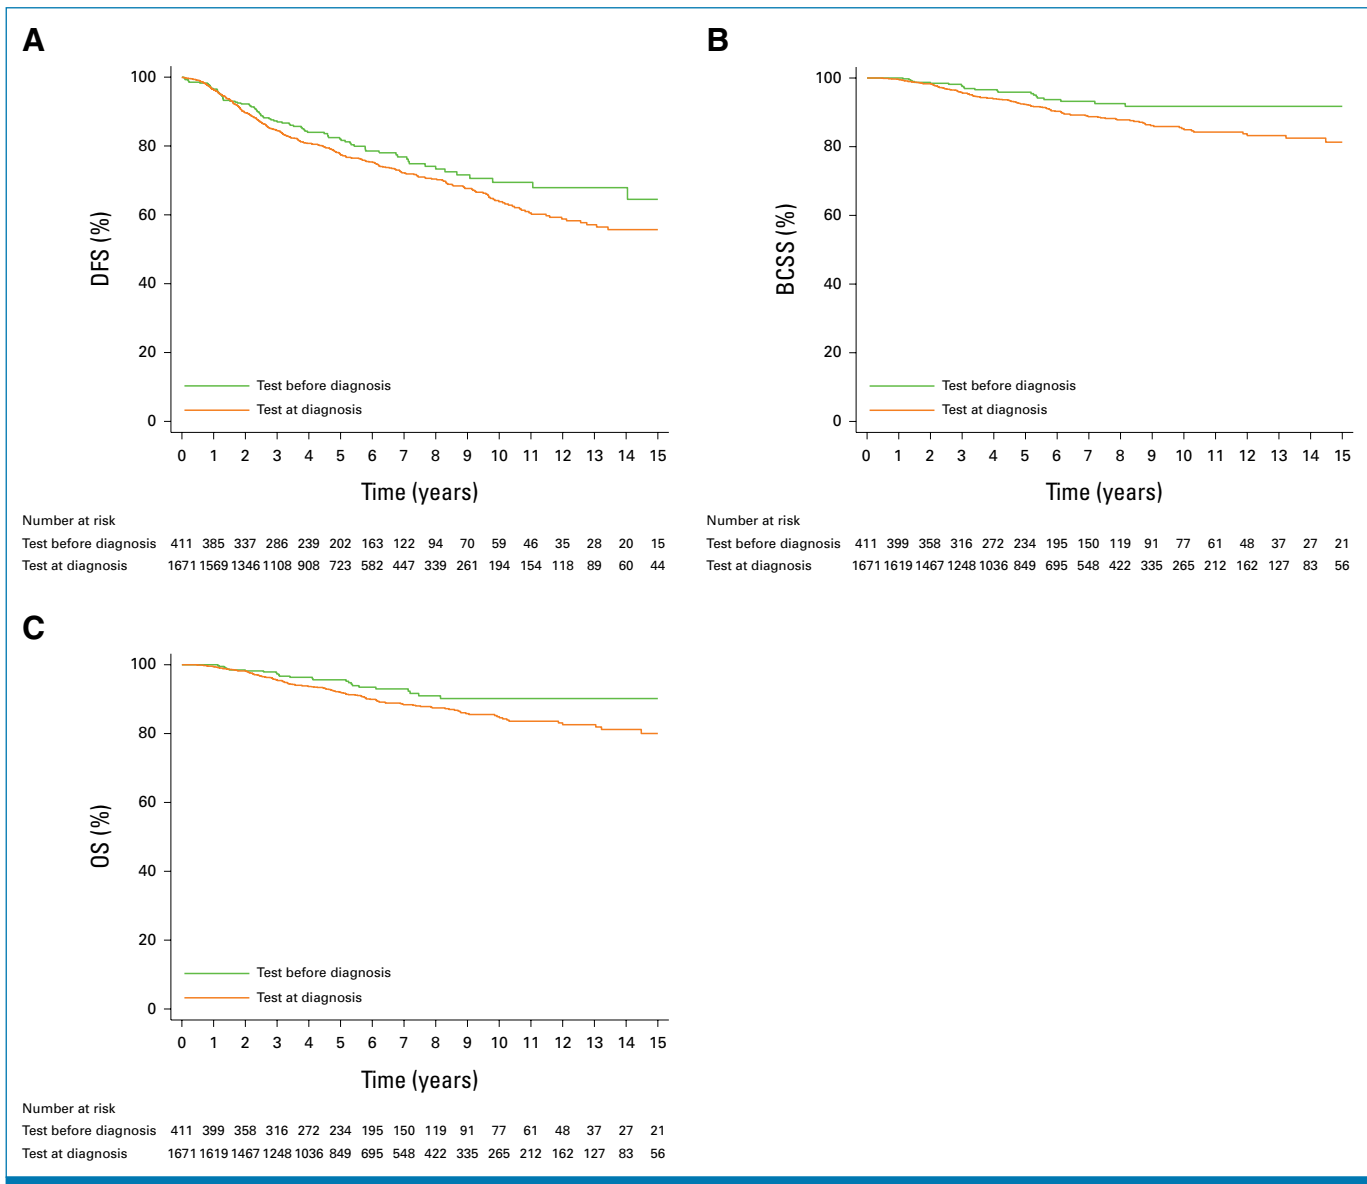 A
100
80
60
40
20
0
DFS (%)
Test before diagnosis
Test at diagnosis
0 1 2 3 4 5 6 7 8 9 10 11 12 13 14 15
Time (years)
Number at risk
Test before diagnosis 411 385 337 286 239 202 163 122 94 70 59 46 35 28 20 15
Test at diagnosis 1671 1569 1346 1108 908 723 582 447 339 261 194 154 118 89 60 44
B
100
80
60
40
20
0
BCSS (%)
Test before diagnosis
Test at diagnosis
0 1 2 3 4 5 6 7 8 9 10 11 12 13 14 15
Time (years)
Number at risk
Test before diagnosis 411 399 358 316 272 234 195 150 119 91 77 61 48 37 27 21
Test at diagnosis 1671 1619 1467 1248 1036 849 695 548 422 335 265 212 162 127 83 56
C
100
80
60
40
20
0
OS (%)
Test before diagnosis
Test at diagnosis
0 1 2 3 4 5 6 7 8 9 10 11 12 13 14 15
Time (years)
Number at risk
Test before diagnosis 411 399 358 316 272 234 195 150 119 91 77 61 48 37 27 21
Test at diagnosis 1671 1619 1467 1248 1036 849 695 548 422 335 265 212 162 127 83 56